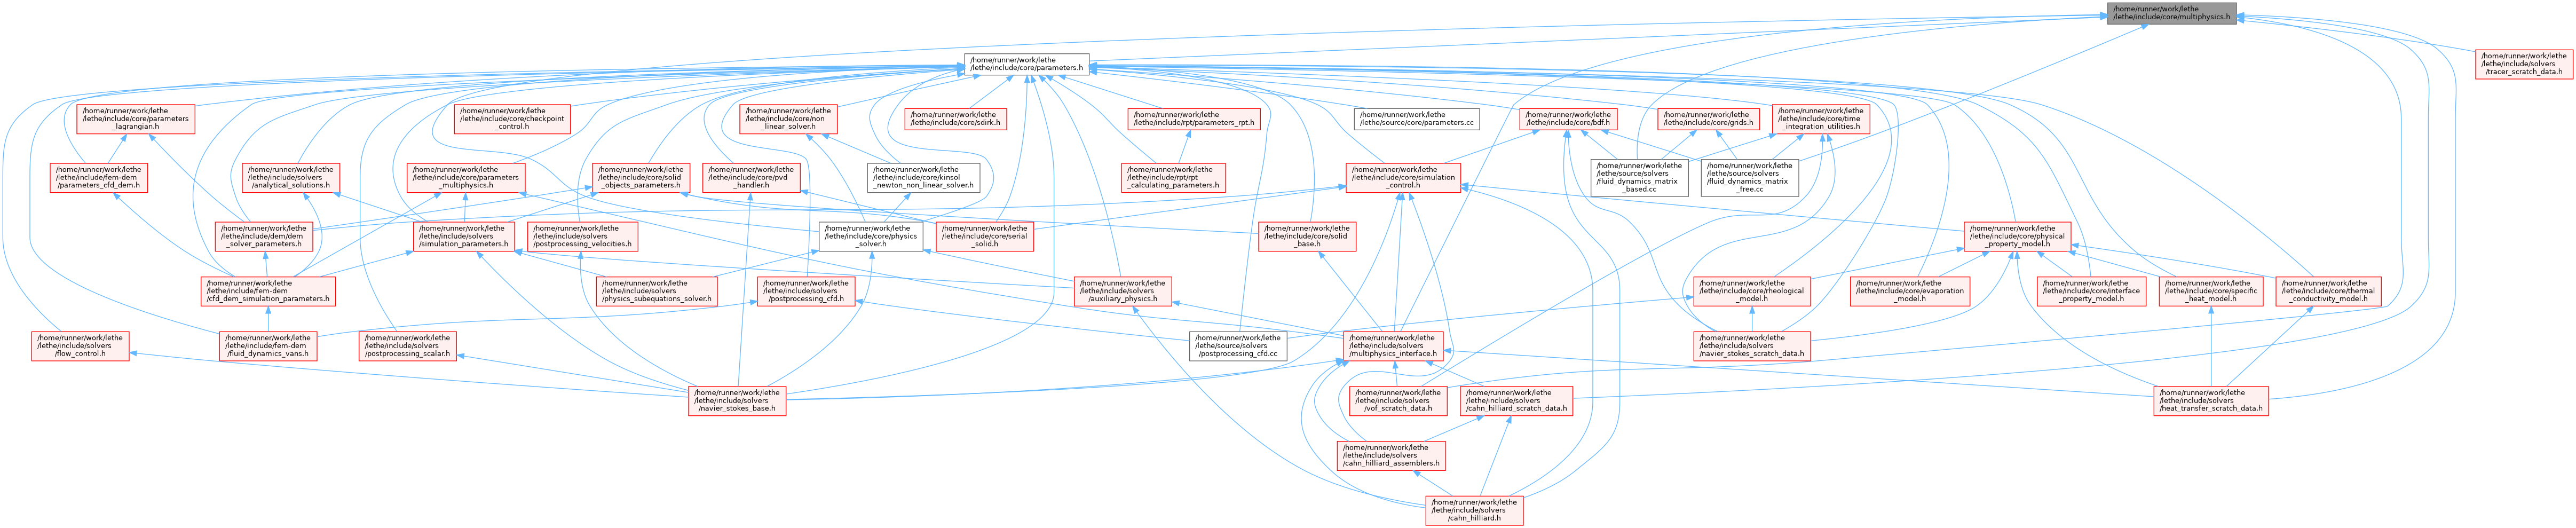 /home/runner/work/lethe
/lethe/include/core/multiphysics.h
/home/runner/work/lethe
/lethe/include/core/parameters.h
/home/runner/work/lethe
/lethe/include/solvers
/tracer_scratch_data.h
/home/runner/work/lethe
/lethe/include/core/parameters
_lagrangian.h
/home/runner/work/lethe
/lethe/include/core/checkpoint
_control.h
/home/runner/work/lethe
/lethe/include/core/non
_linear_solver.h
/home/runner/work/lethe
/lethe/include/core/sdirk.h
/home/runner/work/lethe
/lethe/include/rpt/parameters_rpt.h
/home/runner/work/lethe
/lethe/source/core/parameters.cc
/home/runner/work/lethe
/lethe/include/core/bdf.h
/home/runner/work/lethe
/lethe/include/core/grids.h
/home/runner/work/lethe
/lethe/include/core/time
_integration_utilities.h
/home/runner/work/lethe
/lethe/include/fem-dem
/parameters_cfd_dem.h
/home/runner/work/lethe
/lethe/include/solvers
/analytical_solutions.h
/home/runner/work/lethe
/lethe/include/core/parameters
_multiphysics.h
/home/runner/work/lethe
/lethe/include/core/solid
_objects_parameters.h
/home/runner/work/lethe
/lethe/include/core/pvd
_handler.h
/home/runner/work/lethe
/lethe/include/core/kinsol
_newton_non_linear_solver.h
/home/runner/work/lethe
/lethe/include/rpt/rpt
_calculating_parameters.h
/home/runner/work/lethe
/lethe/include/core/simulation
_control.h
/home/runner/work/lethe
/lethe/source/solvers
/fluid_dynamics_matrix
_based.cc
/home/runner/work/lethe
/lethe/source/solvers
/fluid_dynamics_matrix
_free.cc
/home/runner/work/lethe
/lethe/include/dem/dem
_solver_parameters.h
/home/runner/work/lethe
/lethe/include/solvers
/simulation_parameters.h
/home/runner/work/lethe
/lethe/include/solvers
/postprocessing_velocities.h
/home/runner/work/lethe
/lethe/include/core/physics
_solver.h
/home/runner/work/lethe
/lethe/include/core/serial
_solid.h
/home/runner/work/lethe
/lethe/include/core/solid
_base.h
/home/runner/work/lethe
/lethe/include/core/physical
_property_model.h
/home/runner/work/lethe
/lethe/include/fem-dem
/cfd_dem_simulation_parameters.h
/home/runner/work/lethe
/lethe/include/solvers
/physics_subequations_solver.h
/home/runner/work/lethe
/lethe/include/solvers
/postprocessing_cfd.h
/home/runner/work/lethe
/lethe/include/solvers
/auxiliary_physics.h
/home/runner/work/lethe
/lethe/include/core/rheological
_model.h
/home/runner/work/lethe
/lethe/include/core/evaporation
_model.h
/home/runner/work/lethe
/lethe/include/core/interface
_property_model.h
/home/runner/work/lethe
/lethe/include/core/specific
_heat_model.h
/home/runner/work/lethe
/lethe/include/core/thermal
_conductivity_model.h
/home/runner/work/lethe
/lethe/include/solvers
/flow_control.h
/home/runner/work/lethe
/lethe/include/fem-dem
/fluid_dynamics_vans.h
/home/runner/work/lethe
/lethe/include/solvers
/postprocessing_scalar.h
/home/runner/work/lethe
/lethe/source/solvers
/postprocessing_cfd.cc
/home/runner/work/lethe
/lethe/include/solvers
/multiphysics_interface.h
/home/runner/work/lethe
/lethe/include/solvers
/navier_stokes_scratch_data.h
/home/runner/work/lethe
/lethe/include/solvers
/navier_stokes_base.h
/home/runner/work/lethe
/lethe/include/solvers
/vof_scratch_data.h
/home/runner/work/lethe
/lethe/include/solvers
/cahn_hilliard_scratch_data.h
/home/runner/work/lethe
/lethe/include/solvers
/heat_transfer_scratch_data.h
/home/runner/work/lethe
/lethe/include/solvers
/cahn_hilliard_assemblers.h
/home/runner/work/lethe
/lethe/include/solvers
/cahn_hilliard.h